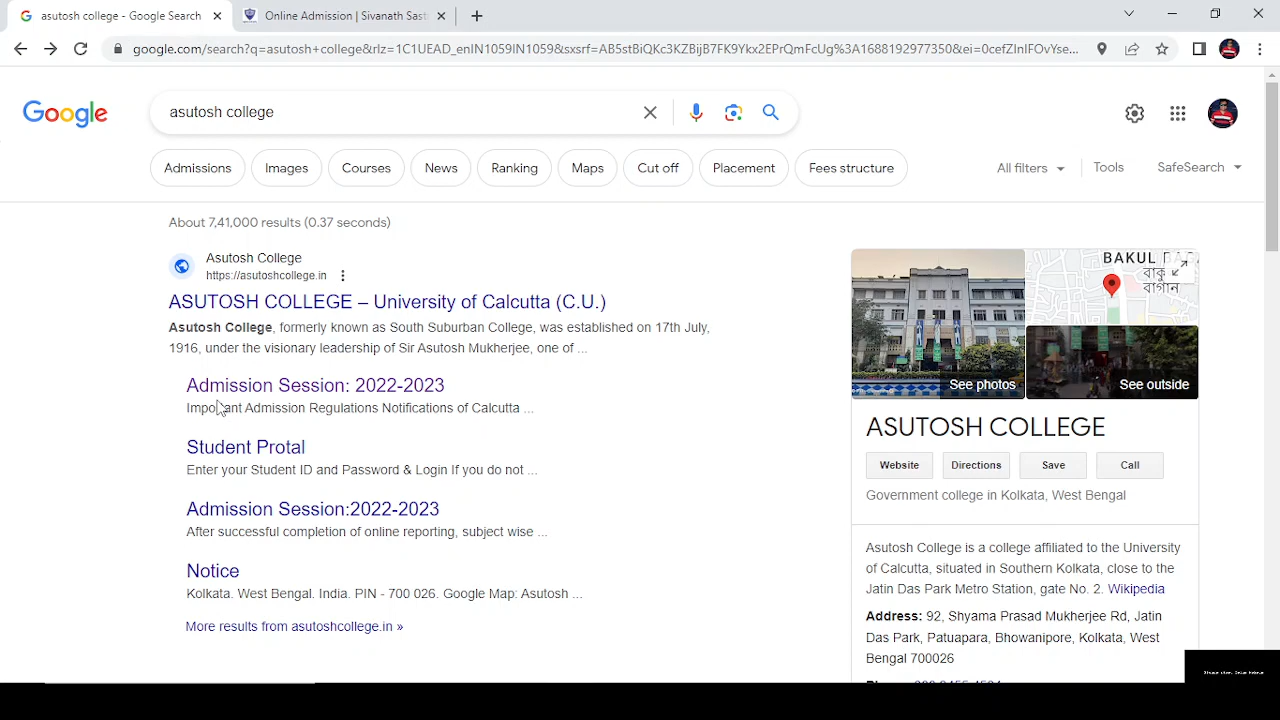 asutosh college - Google Search
Online Admission | Sivanath Sast
google.com/search?q=asutosh+college&rlz=1C1UEAD_enIN1059IN1059&sxsrf=AB5stBiQKc3KZBijB7FK9Ykx2EPrQmFcUg%3A1688192977350&ei=0cefZInIFOvYse...
Google
asutosh college
Admissions
Images
Courses
News
Ranking
Maps
Cut off
Placement
Fees structure
All filters
Tools
SafeSearch
About 7,41,000 results (0.37 seconds)
Asutosh College
https://asutoshcollege.in
ASUTOSH COLLEGE – University of Calcutta (C.U.)
Asutosh College, formerly known as South Suburban College, was established on 17th July,
1916, under the visionary leadership of Sir Asutosh Mukherjee, one of ...
Admission Session: 2022-2023
Important Admission Regulations Notifications of Calcutta ...
Student Protal
Enter your Student ID and Password & Login If you do not ...
Admission Session:2022-2023
After successful completion of online reporting, subject wise ...
Notice
Kolkata. West Bengal. India. PIN - 700 026. Google Map: Asutosh ...
More results from asutoshcollege.in »
BAKUL
বাগান
See photos
See outside
ASUTOSH COLLEGE
Website
Directions
Save
Call
Government college in Kolkata, West Bengal
Asutosh College is a college affiliated to the University
of Calcutta, situated in Southern Kolkata, close to the
Jatin Das Park Metro Station, gate No. 2. Wikipedia
Address: 92, Shyama Prasad Mukherjee Rd, Jatin
Das Park, Patuapara, Bhowanipore, Kolkata, West
Bengal 700026